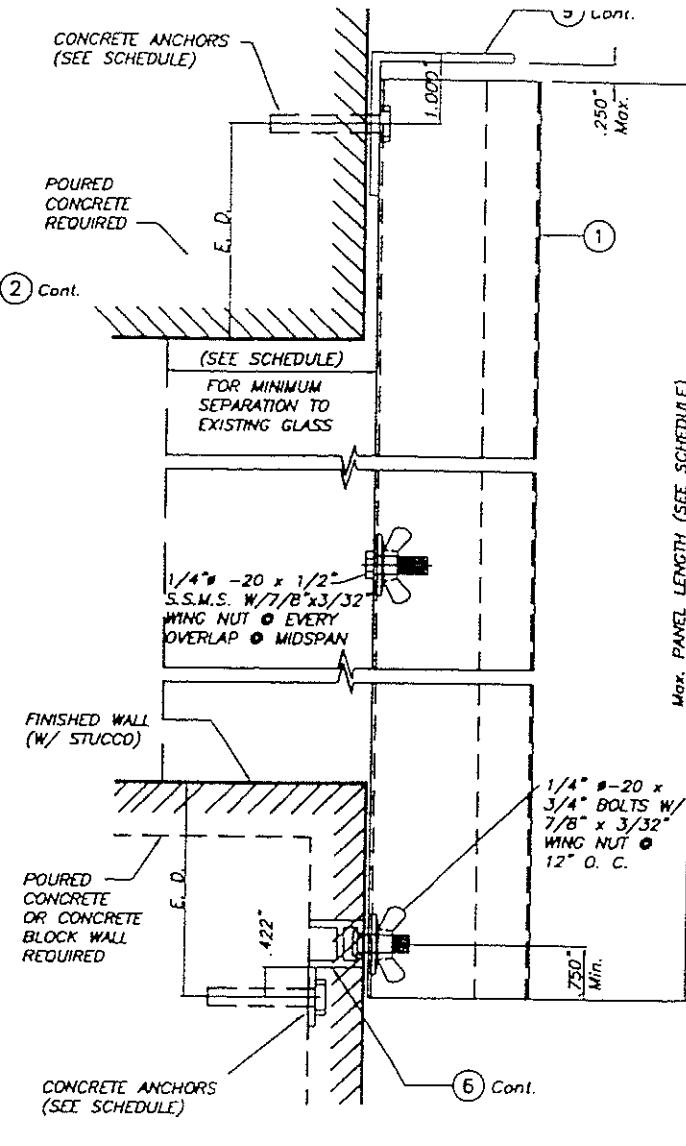 5 Cont.
CONCRETE ANCHORS
(SEE SCHEDULE)
1.000"
.250"
Max.
POURED
CONCRETE
REQUIRED
E. D.
1
2 Cont.
(SEE SCHEDULE)
FOR MINIMUM
SEPARATION TO
EXISTING GLASS
Max. PANEL LENGTH (SEE SCHEDULE)
1/4"ø -20 x 1/2"
S.S.M.S. W/7/8"x3/32"
WING NUT @ EVERY
OVERLAP @ MIDSPAN
FINISHED WALL
(W/ STUCCO)
1/4" ø-20 x
3/4" BOLTS W/
7/8" x 3/32"
WING NUT @
12" O. C.
POURED
CONCRETE
OR CONCRETE
BLOCK WALL
REQUIRED
E. D.
.422"
.750"
Min.
6 Cont.
CONCRETE ANCHORS
(SEE SCHEDULE)